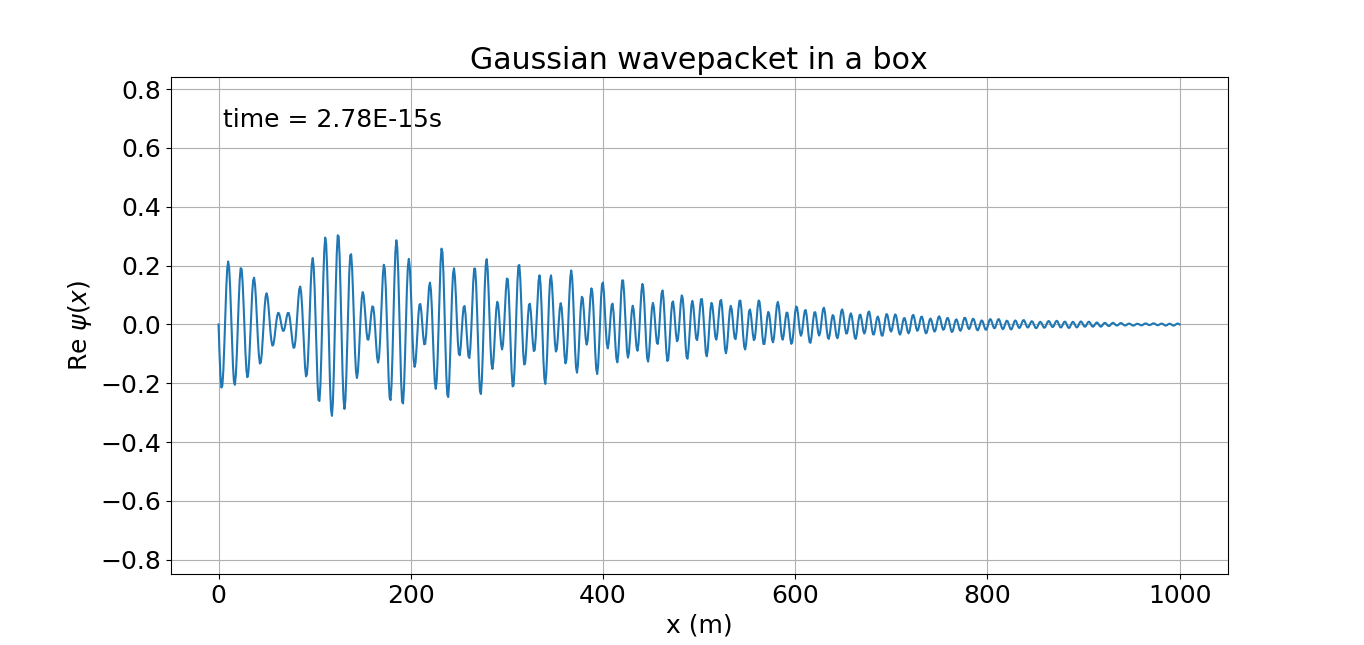 Gaussian wavepacket in a box
time = 2.78E-15s
0.8
0.6
0.4
0.2
0.0
−0.2
−0.4
−0.6
−0.8
Re ψ(x)
0 200 400 600 800 1000
x (m)